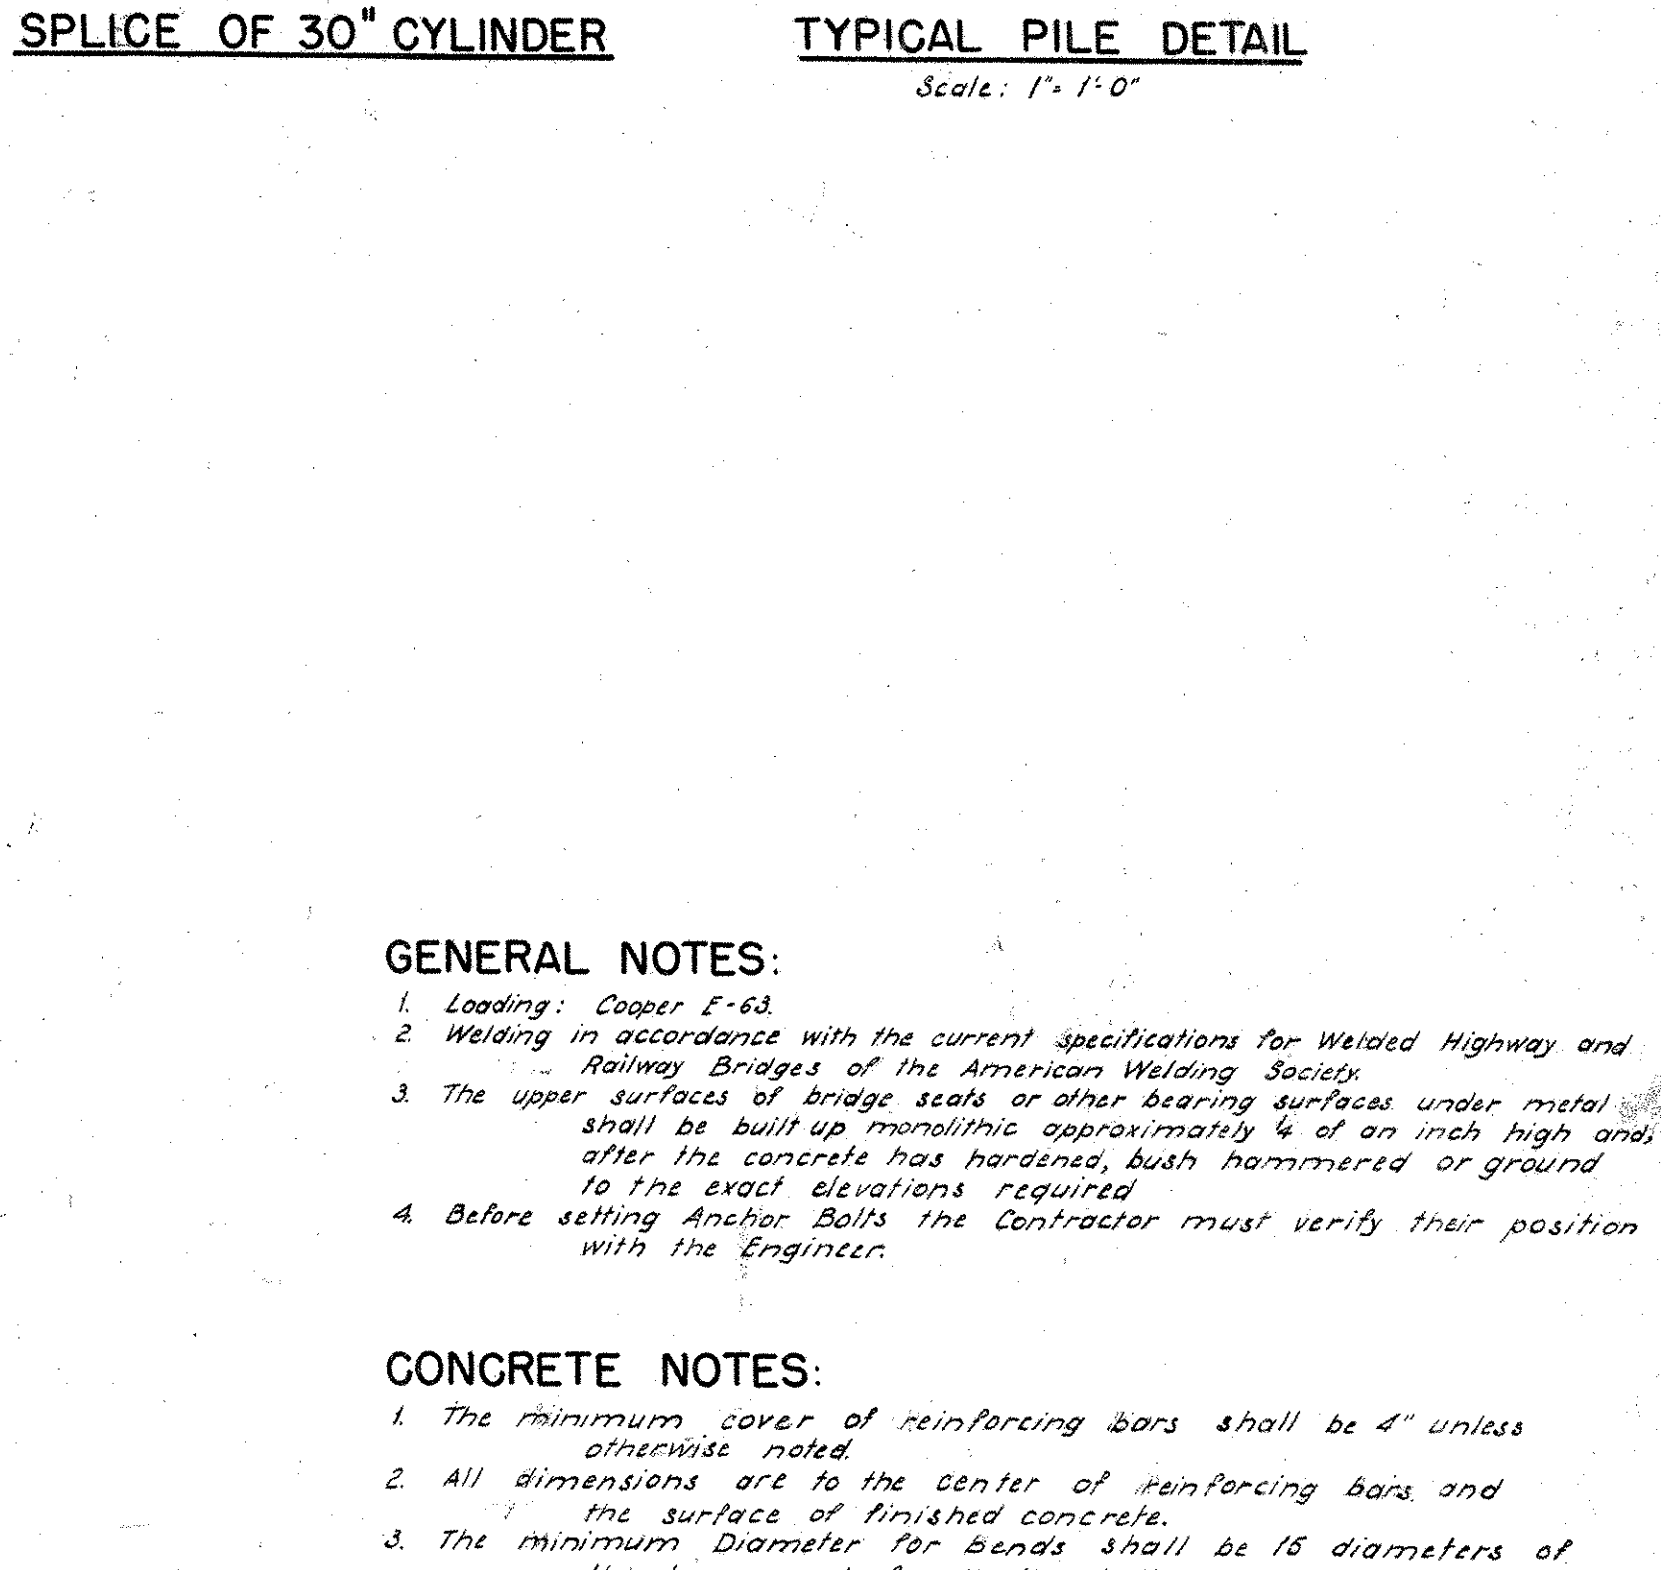 SPLICE OF 30" CYLINDER
TYPICAL PILE DETAIL
Scale: 1"= 1'-0"
GENERAL NOTES:
1. Loading: Cooper E-63.
2. Welding in accordance with the current specifications for Welded Highway and
Railway Bridges of the American Welding Society.
3. The upper surfaces of bridge seats or other bearing surfaces under metal
shall be built up monolithic approximately 1/4 of an inch high and,
after the concrete has hardened, bush hammered or ground
to the exact elevations required
4. Before setting Anchor Bolts the Contractor must verify their position
with the Engineer.
CONCRETE NOTES:
1. The minimum cover of reinforcing bars shall be 4" unless
otherwise noted.
2. All dimensions are to the center of reinforcing bars and
the surface of finished concrete.
3. The minimum Diameter for Bends shall be 16 diameters of